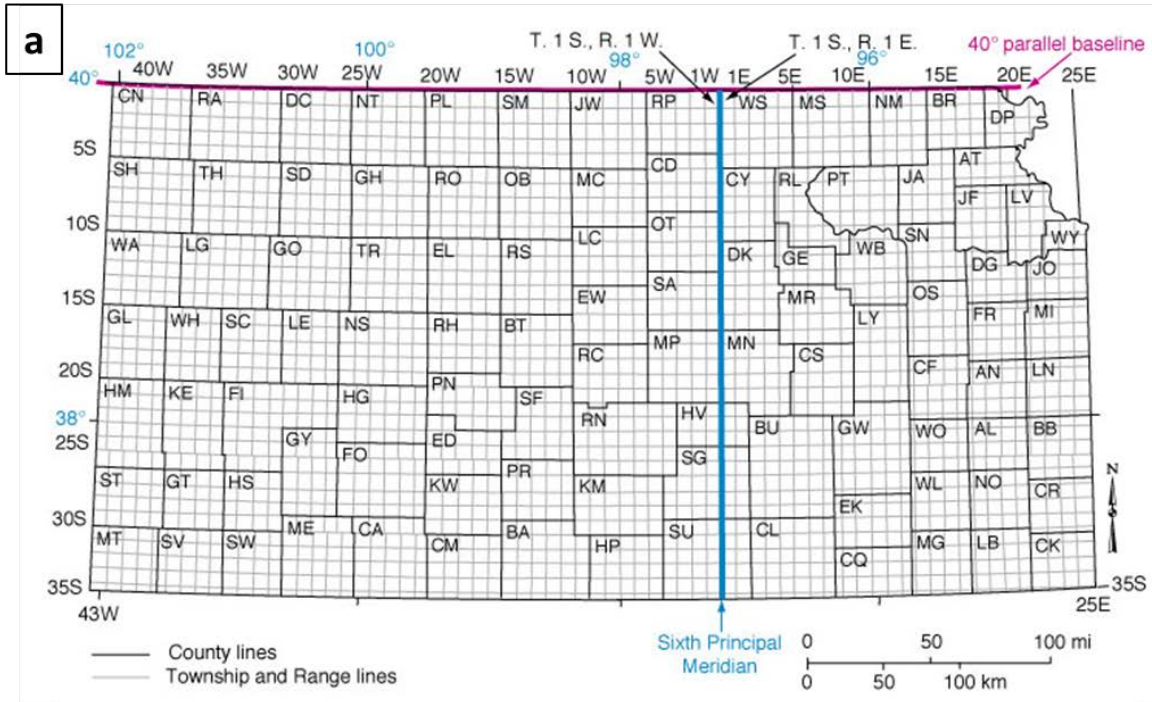 a
T. 1 S., R. 1 W.
T. 1 S., R. 1 E.
102°
100°
98°
96°
40° parallel baseline
40°
40W 35W 30W 25W 20W 15W 10W 5W 1W 1E 5E 10E 15E 20E 25E
CN RA DC NT PL SM JW RP WS MS NM BR
DP
5S
SH TH SD GH RO OB MC CD CY RL PT JA AT
JF LV
10S
WA LG GO TR EL RS LC OT DK GE WB SN WY
DG JO
15S
EW SA MR OS
GL WH SC LE NS RH BT LY FR MI
RC MP MN CS
20S
HM KE FI HG PN SF CF AN LN
38°
RN HV
25S
GY FO ED SG BU GW WO AL BB
ST GT HS KW PR KM WL NO CR
N
30S
MT SV SW ME CA CM BA HP SU CL EK MG LB CK
CQ
35S
35S
43W
25E
Sixth Principal
Meridian
0 50 100 mi
0 50 100 km
County lines
Township and Range lines